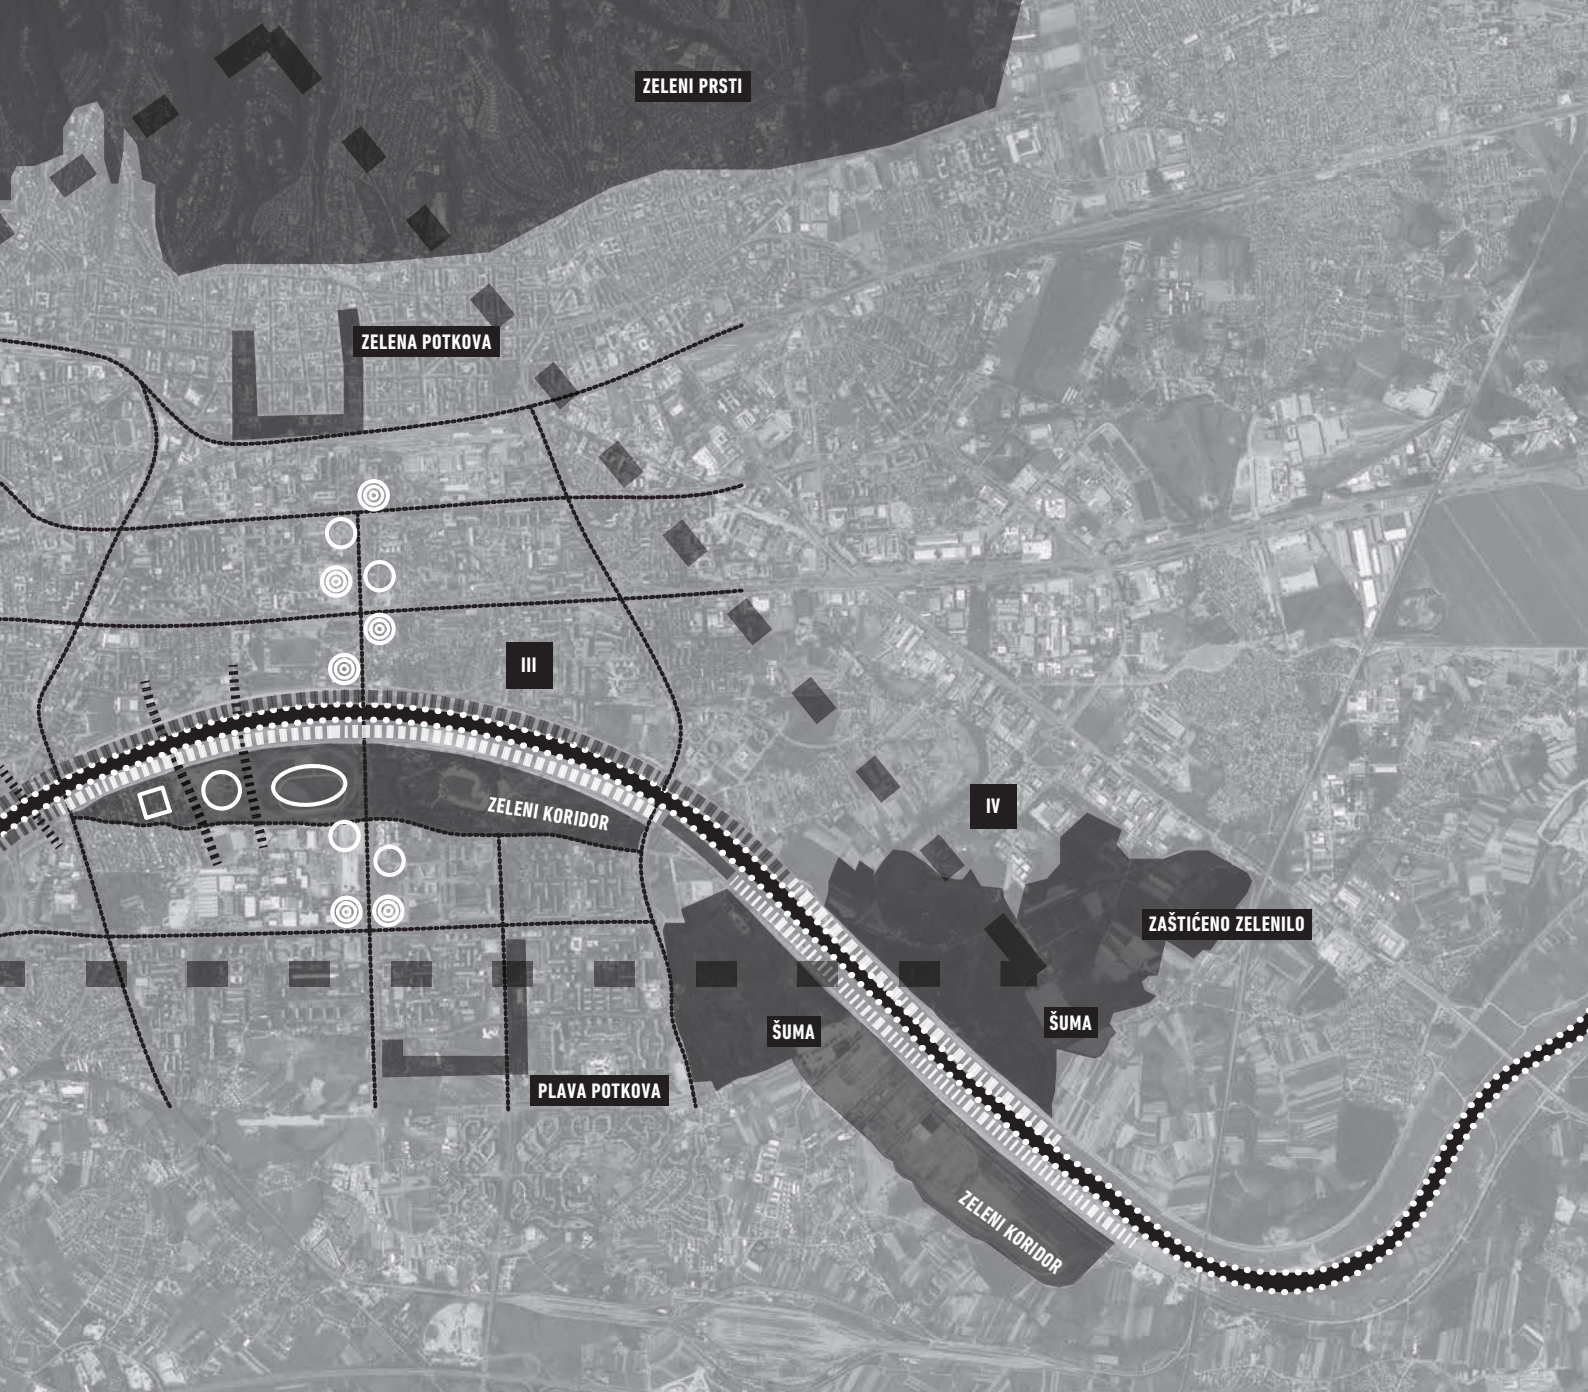 ZELENI PRSTI
ZELENA POTKOVA
III
IV
ZELENI KORIDOR
ZAŠTIĆENO ZELENILO
ŠUMA
ŠUMA
PLAVA POTKOVA
ZELENI KORIDOR